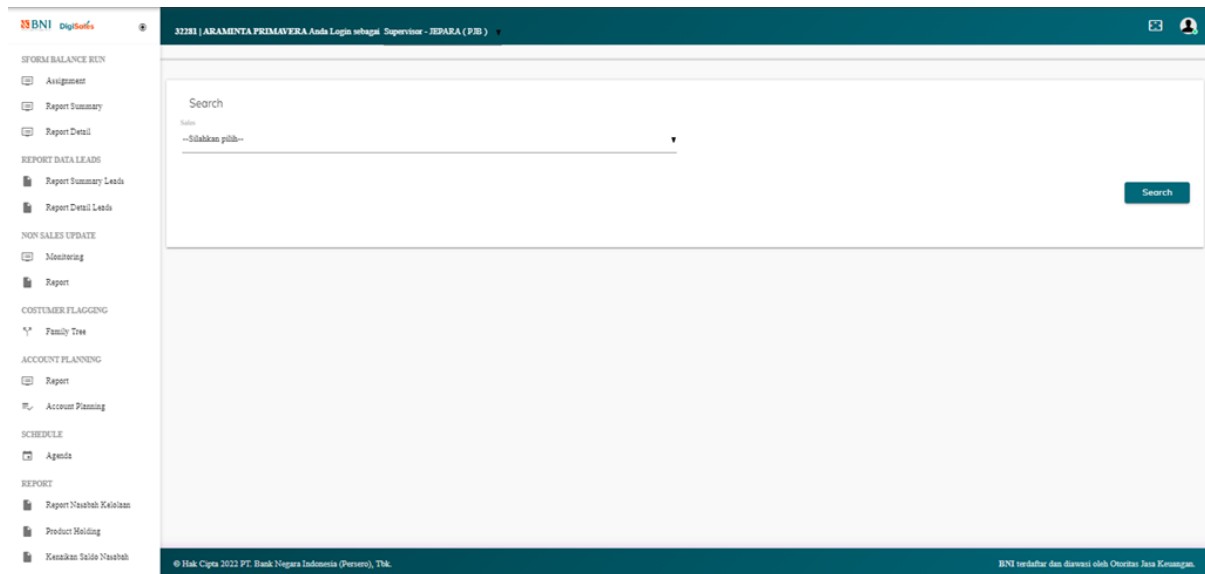 BNI DigiSales
32281 | ARAMINTA PRIMAVERA Anda Login sebagai Supervisor - JEPARA ( PJB )
SFORM BALANCE RUN
Assignment
Report Summary
Report Detail
REPORT DATA LEADS
Report Summary Leads
Report Detail Leads
NON SALES UPDATE
Monitoring
Report
COSTUMER FLAGGING
Family Tree
ACCOUNT PLANNING
Report
Account Planning
SCHEDULE
Agenda
REPORT
Report Nasabah Kelolaan
Product Holding
Kenaikan Saldo Nasabah
Search
Sales
--Silahkan pilih--
Search
© Hak Cipta 2022 PT. Bank Negara Indonesia (Persero), Tbk.
BNI terdaftar dan diawasi oleh Otoritas Jasa Keuangan.